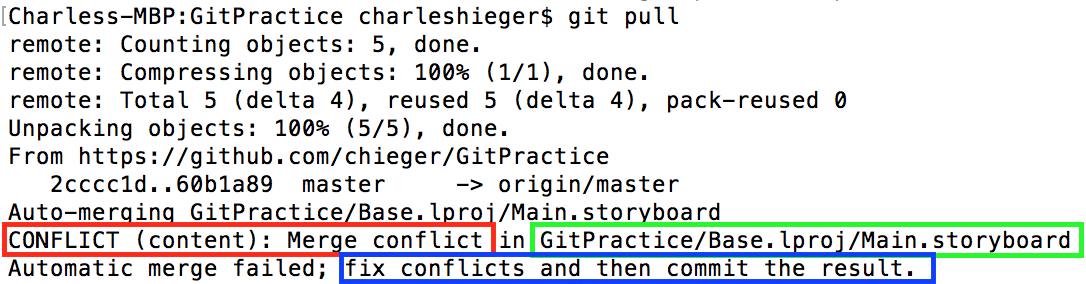 [Charless-MBP:GitPractice charleshieger$ git pull
remote: Counting objects: 5, done.
remote: Compressing objects: 100% (1/1), done.
remote: Total 5 (delta 4), reused 5 (delta 4), pack-reused 0
Unpacking objects: 100% (5/5), done.
From https://github.com/chieger/GitPractice
   2cccc1d..60b1a89  master     -> origin/master
Auto-merging GitPractice/Base.lproj/Main.storyboard
CONFLICT (content): Merge conflict in GitPractice/Base.lproj/Main.storyboard
Automatic merge failed; fix conflicts and then commit the result.